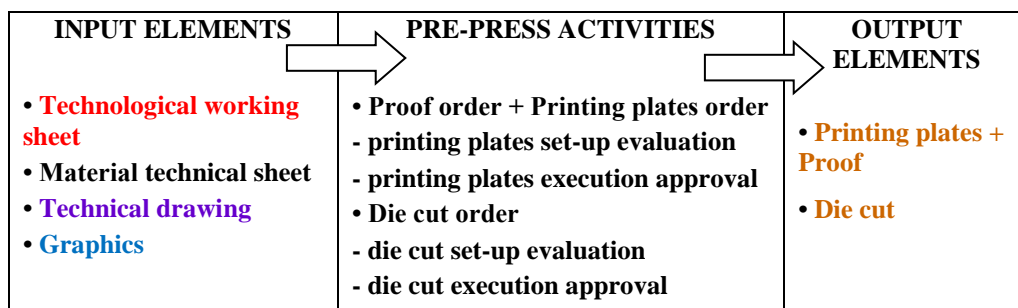 INPUT ELEMENTS
• Technological working
sheet
• Material technical sheet
• Technical drawing
• Graphics
PRE-PRESS ACTIVITIES
• Proof order + Printing plates order
- printing plates set-up evaluation
- printing plates execution approval
• Die cut order
- die cut set-up evaluation
- die cut execution approval
OUTPUT
ELEMENTS
• Printing plates +
Proof
• Die cut